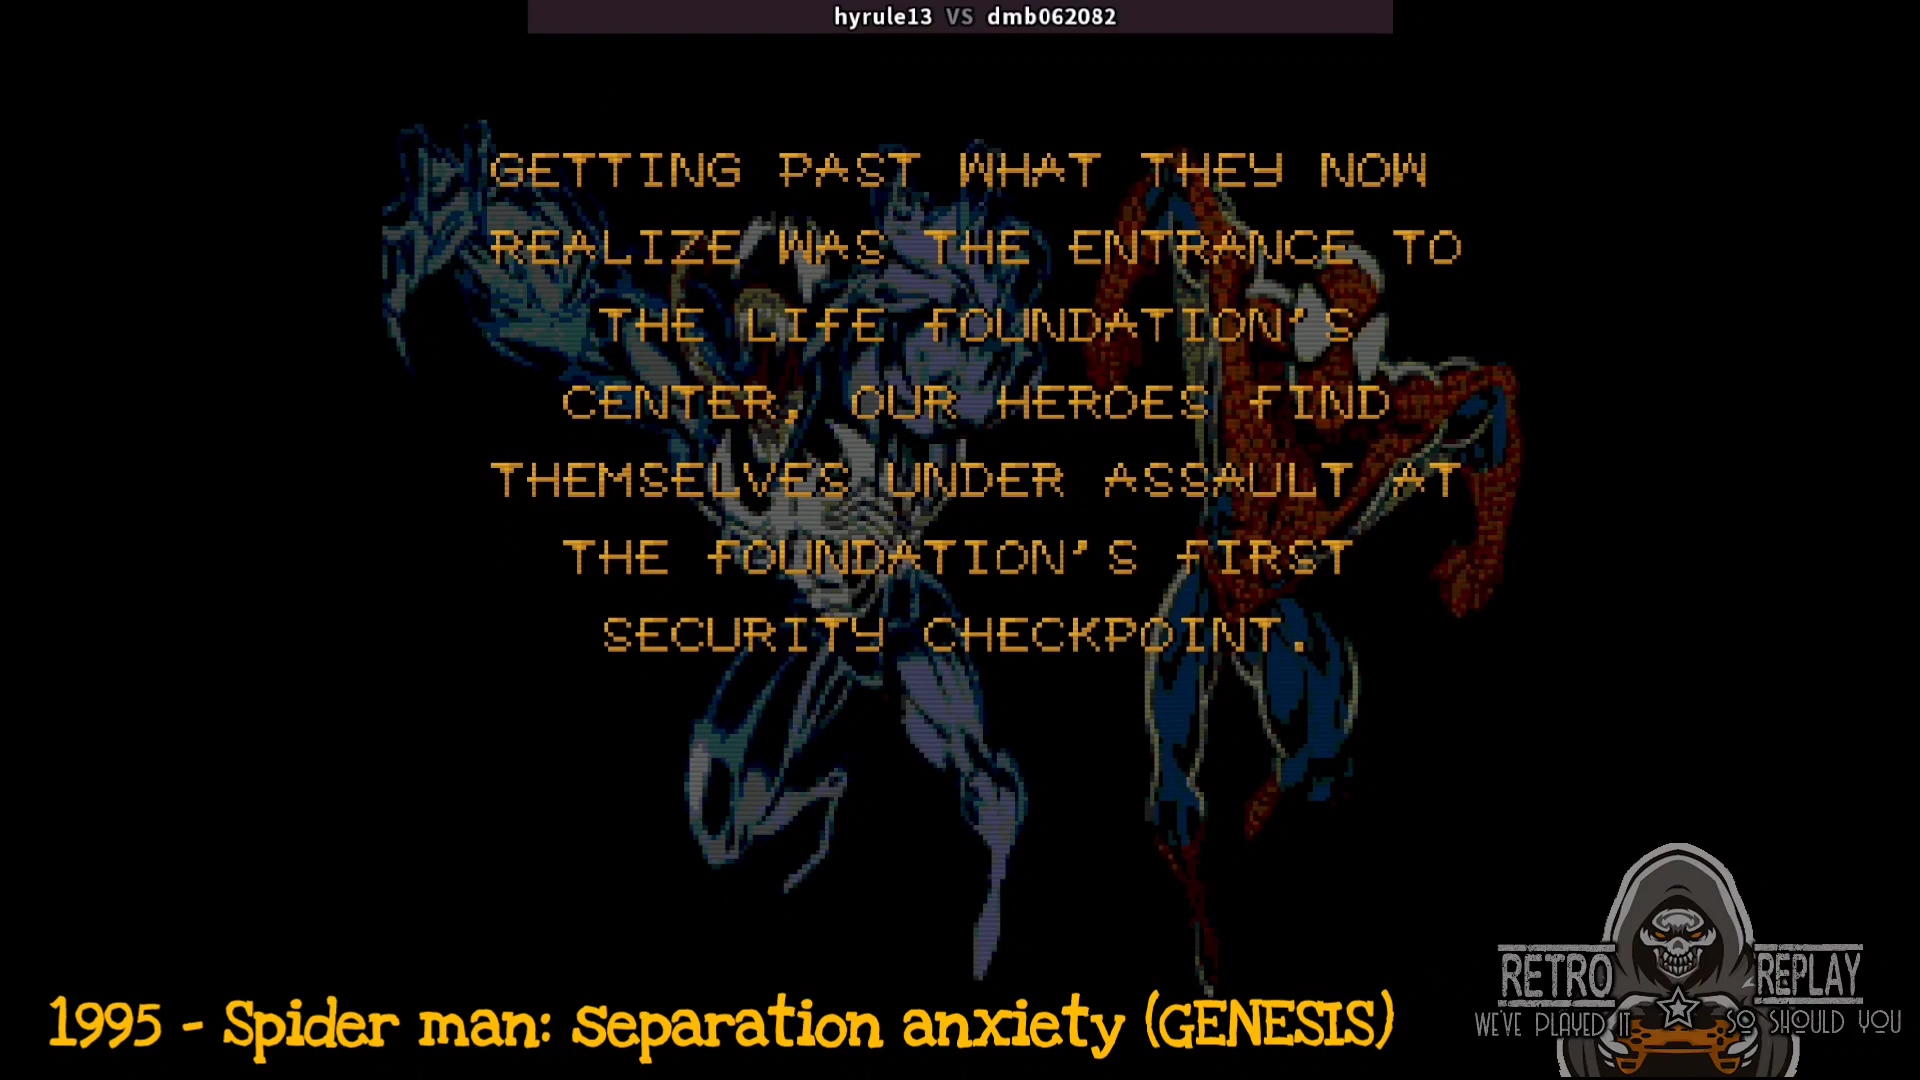 hyrule13 VS dmb062082
GETTING PAST WHAT THEY NOW
REALIZE WAS THE ENTRANCE TO
THE LIFE FOUNDATION'S
CENTER, OUR HEROES FIND
THEMSELVES UNDER ASSAULT AT
THE FOUNDATION'S FIRST
SECURITY CHECKPOINT.
1995 - Spider man: separation anxiety (GENESIS)
RETRO REPLAY
WE'VE PLAYED IT SO SHOULD YOU